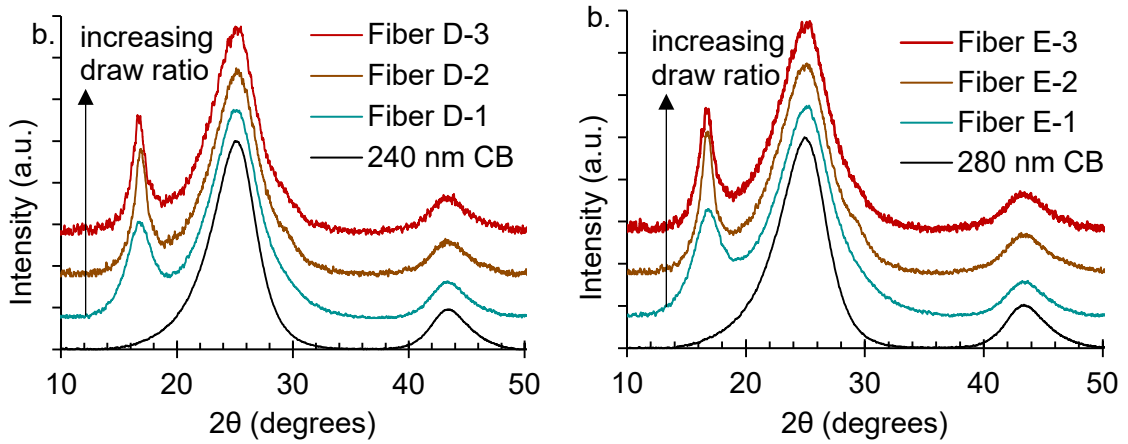 b.
increasing
draw ratio
Fiber D-3
Fiber D-2
Fiber D-1
240 nm CB
Intensity (a.u.)
10 20 30 40 50
2θ (degrees)
b.
increasing
draw ratio
Fiber E-3
Fiber E-2
Fiber E-1
280 nm CB
Intensity (a.u.)
10 20 30 40 50
2θ (degrees)